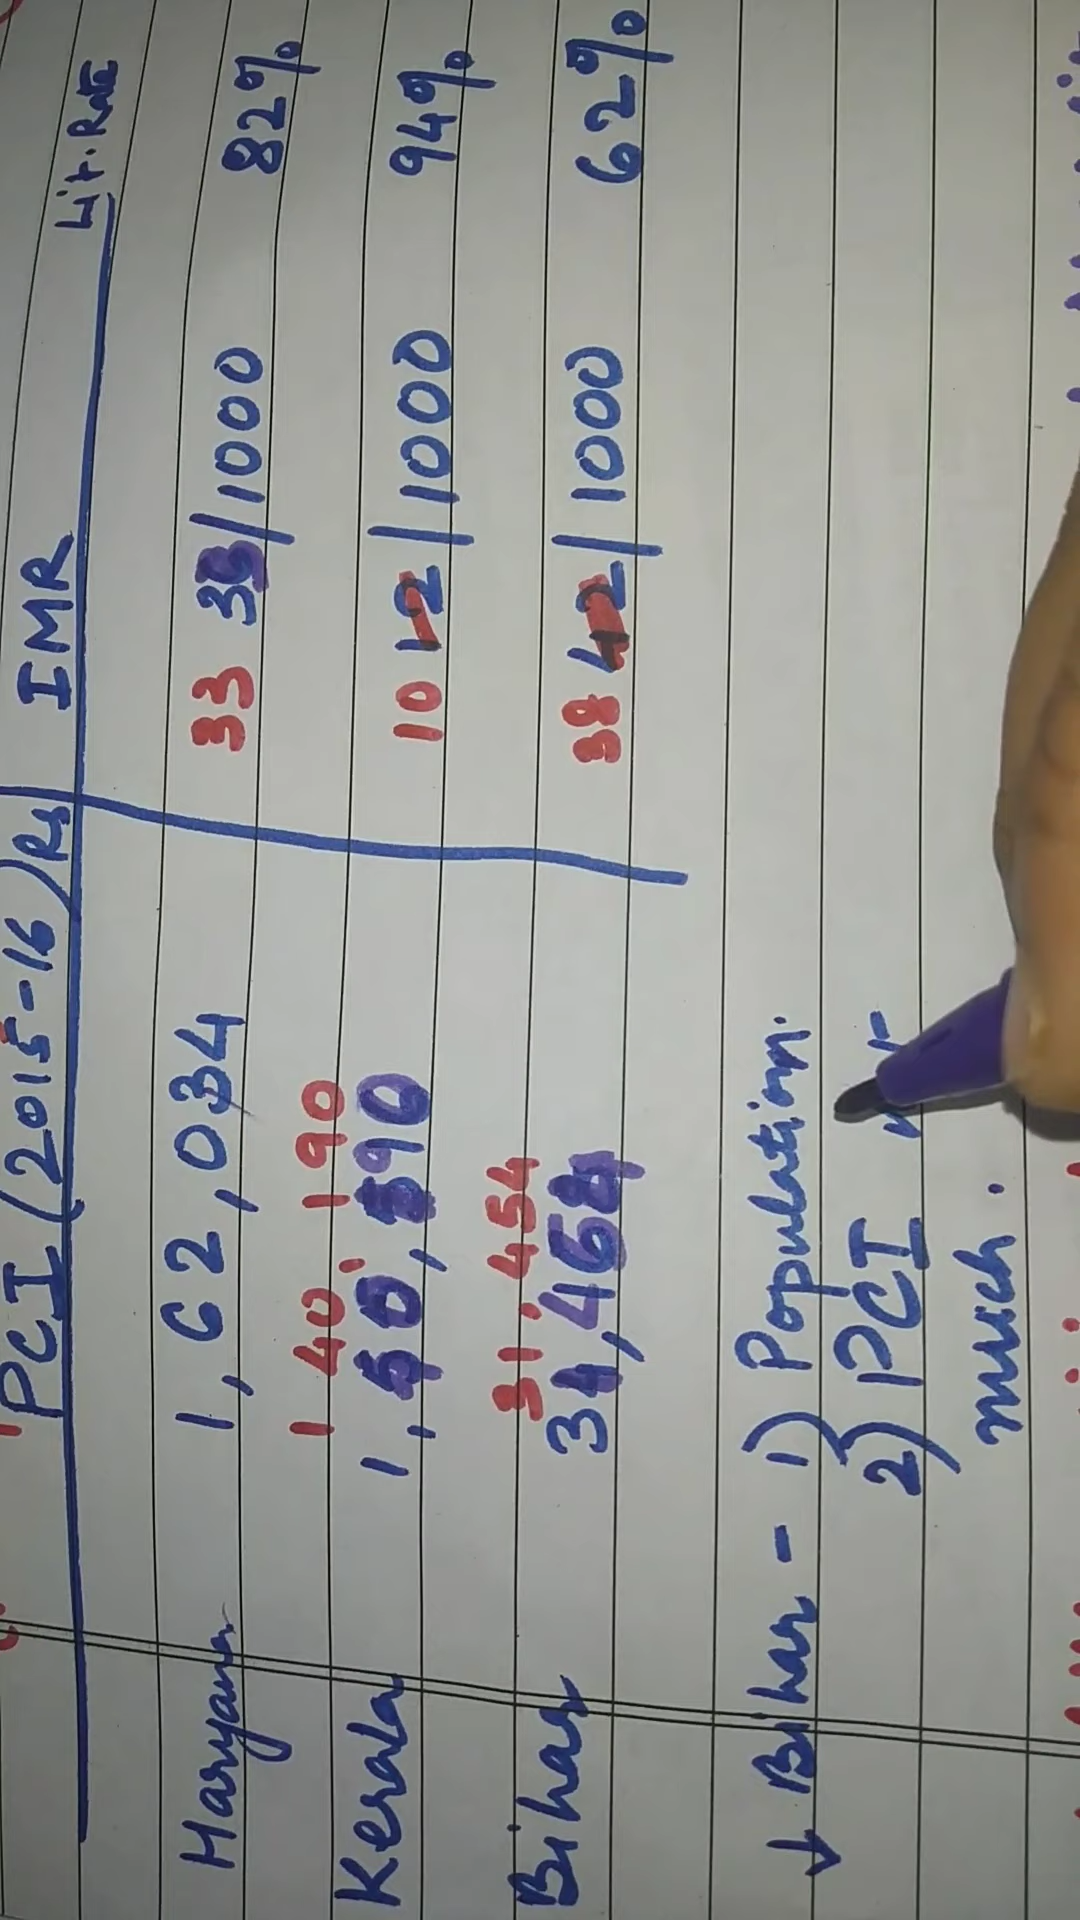 PCI (2015-16)Rs IMR Lit. Rate
Haryana 1,62,034 33 33/1000 82%
1 40, 190
Kerala 1,50,590 10 12/1000 94%
31,454
Bihar 34,464 38 42/1000 62%
↓ Bihar - 1) Population.
2) PCI
much.